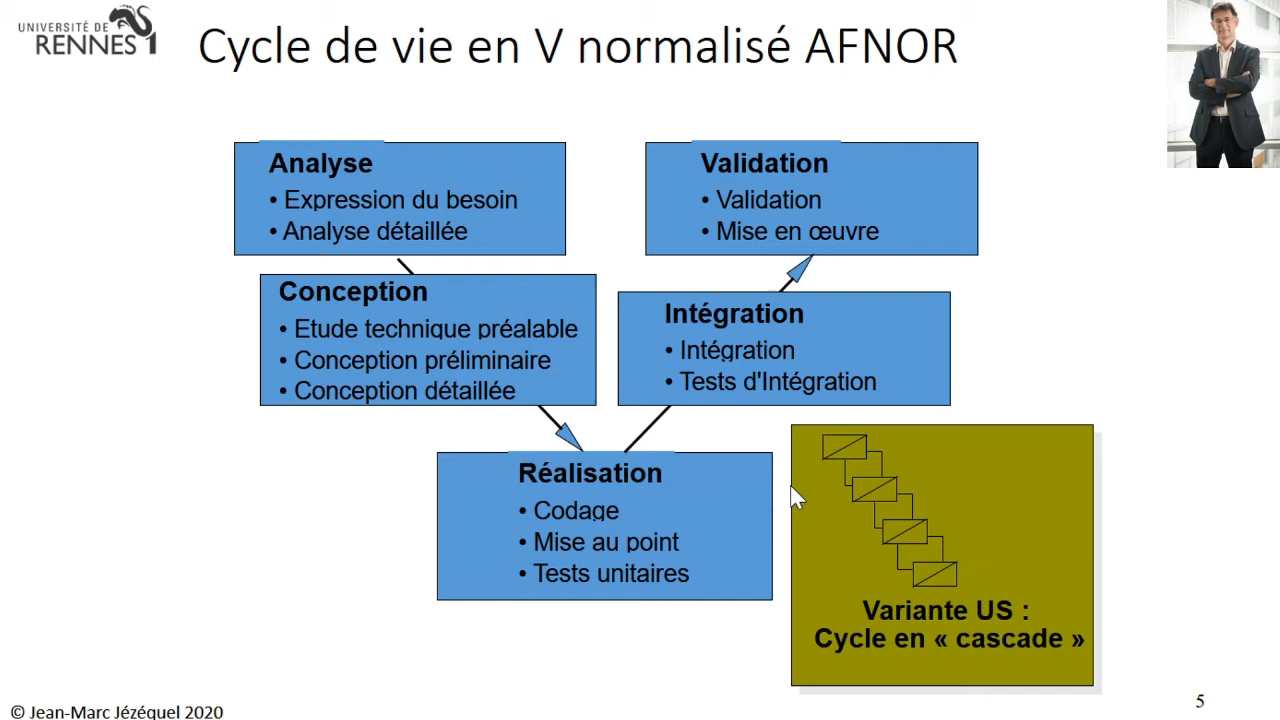 UNIVERSITÉ DE
RENNES 1
Cycle de vie en V normalisé AFNOR
Analyse
• Expression du besoin
• Analyse détaillée
Validation
• Validation
• Mise en œuvre
Conception
• Etude technique préalable
• Conception préliminaire
• Conception détaillée
Intégration
• Intégration
• Tests d'Intégration
Réalisation
• Codage
• Mise au point
• Tests unitaires
Variante US :
Cycle en « cascade »
© Jean-Marc Jézéquel 2020
5